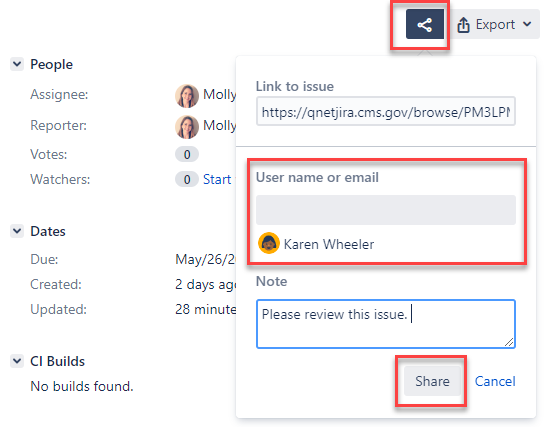 Export
People
Assignee: Molly
Reporter: Molly
Votes: 0
Watchers: 0 Start
Dates
Due: May/26/2
Created: 2 days ago
Updated: 28 minute
CI Builds
No builds found.
Link to issue
https://qnetjira.cms.gov/browse/PM3LPM
User name or email
Karen Wheeler
Note
Please review this issue.
Share Cancel